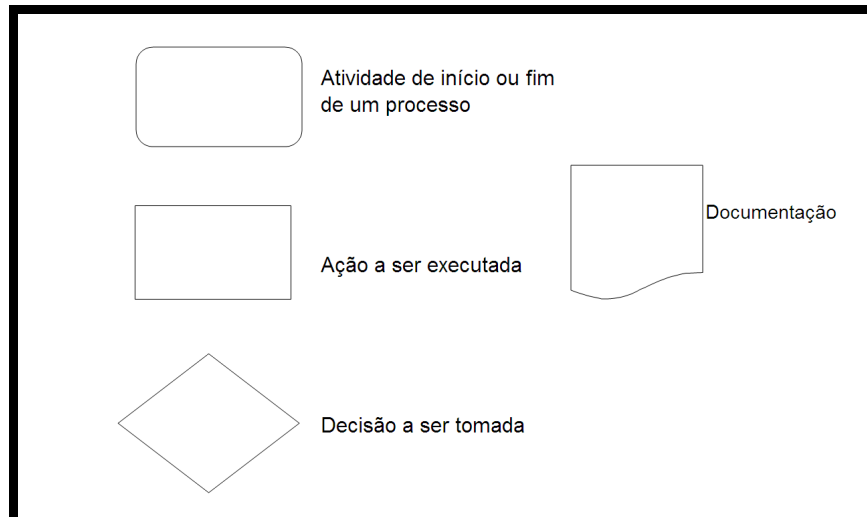 Atividade de início ou fim
de um processo
Documentação
Ação a ser executada
Decisão a ser tomada